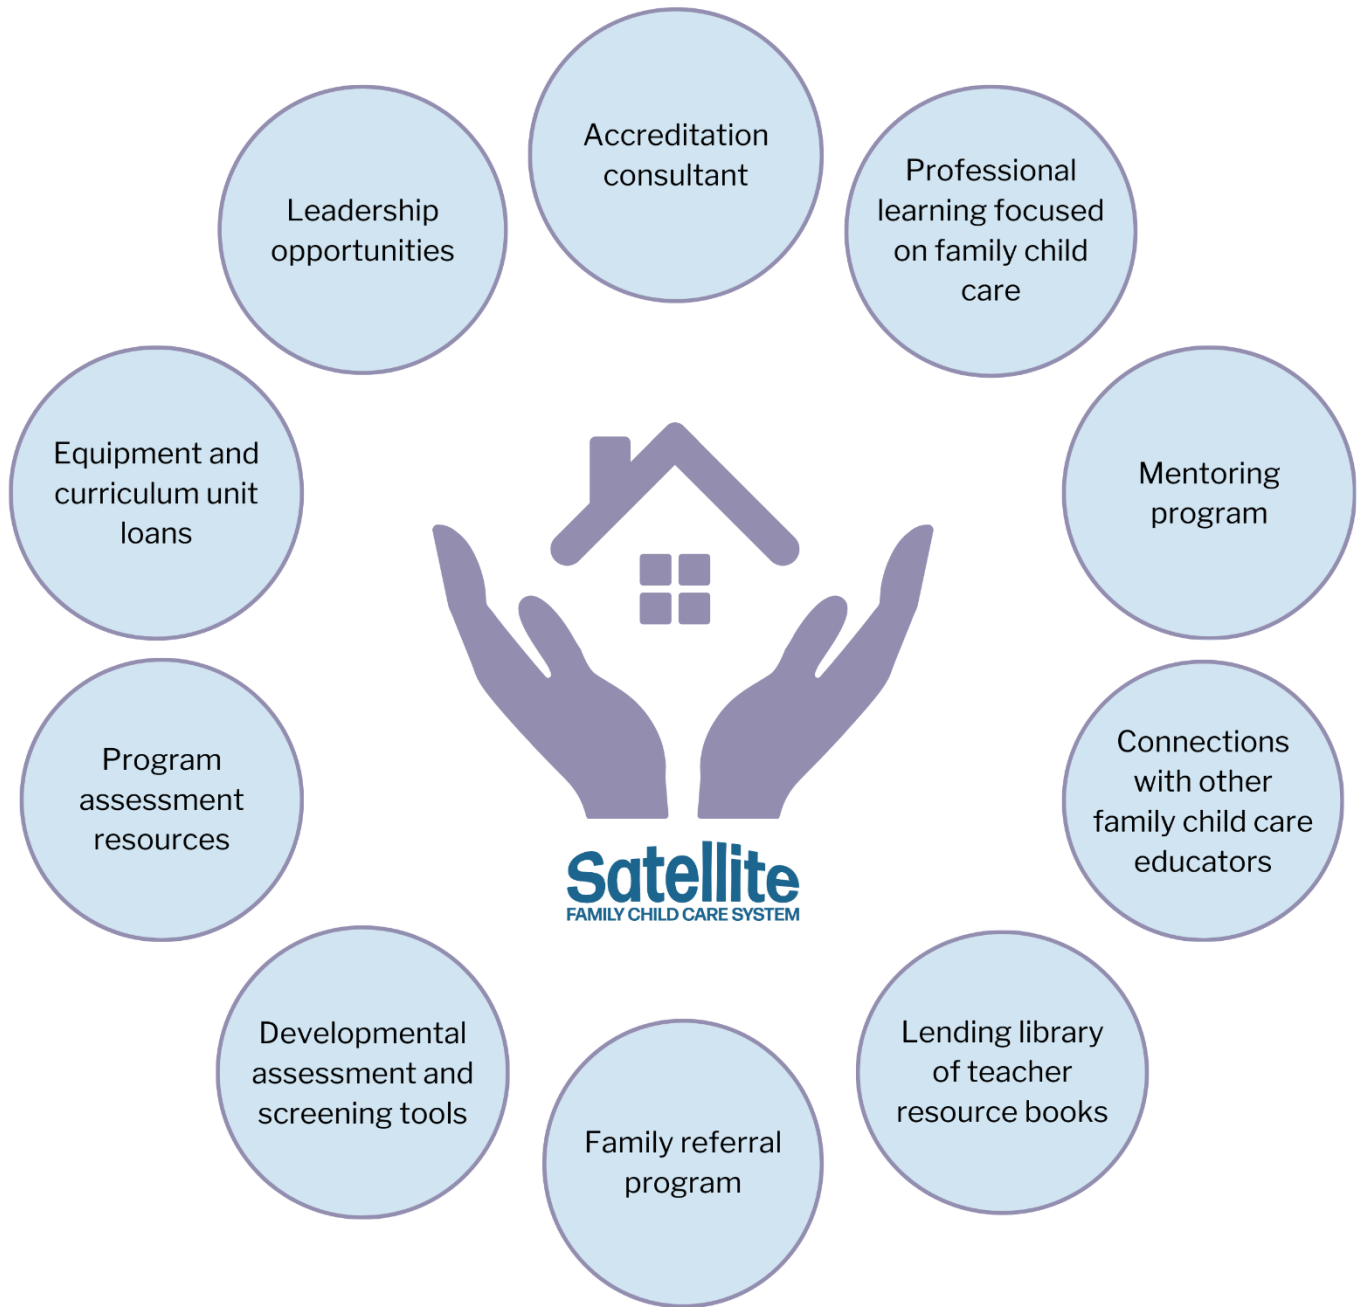 Accreditation
consultant
Professional
learning focused
on family child
care
Mentoring
program
Connections
with other
family child care
educators
Lending library
of teacher
resource books
Family referral
program
Developmental
assessment and
screening tools
Program
assessment
resources
Equipment and
curriculum unit
loans
Leadership
opportunities
Satellite
FAMILY CHILD CARE SYSTEM